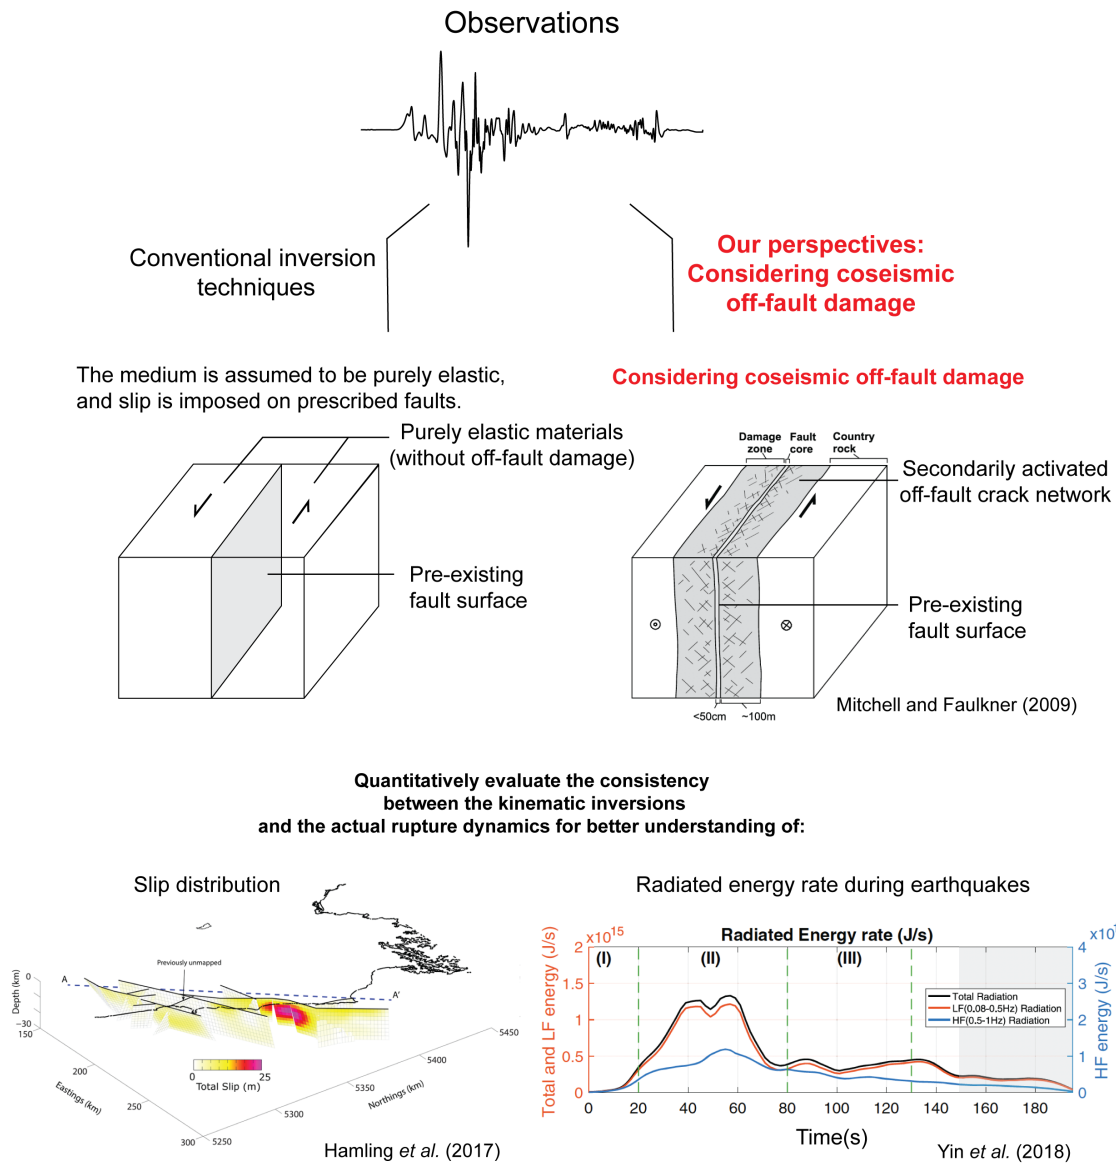 Observations
Conventional inversion
techniques
Our perspectives:
Considering coseismic
off-fault damage
The medium is assumed to be purely elastic,
and slip is imposed on prescribed faults.
Purely elastic materials
(without off-fault damage)
Pre-existing
fault surface
Considering coseismic off-fault damage
Damage
zone
Fault
core
Country
rock
Secondarily activated
off-fault crack network
Pre-existing
fault surface
<50cm
~100m
Mitchell and Faulkner (2009)
Quantitatively evaluate the consistency
between the kinematic inversions
and the actual rupture dynamics for better understanding of:
Slip distribution
Previously unmapped
A
A'
Depth (km)
0
−30
150
200
250
300
Eastings (km)
5250
5300
5350
5400
5450
Northings (km)
0
25
Total Slip (m)
Hamling et al. (2017)
Radiated energy rate during earthquakes
Radiated Energy rate (J/s)
×10¹⁵
(I)
(II)
(III)
Total and LF energy (J/s)
2
1.5
1
0.5
0
Total Radiation
LF(0.08-0.5Hz) Radiation
HF(0.5-1Hz) Radiation
4
3
2
1
0
HF energy (J/s)
0
20
40
60
80
100
120
140
160
180
Time(s)
Yin et al. (2018)